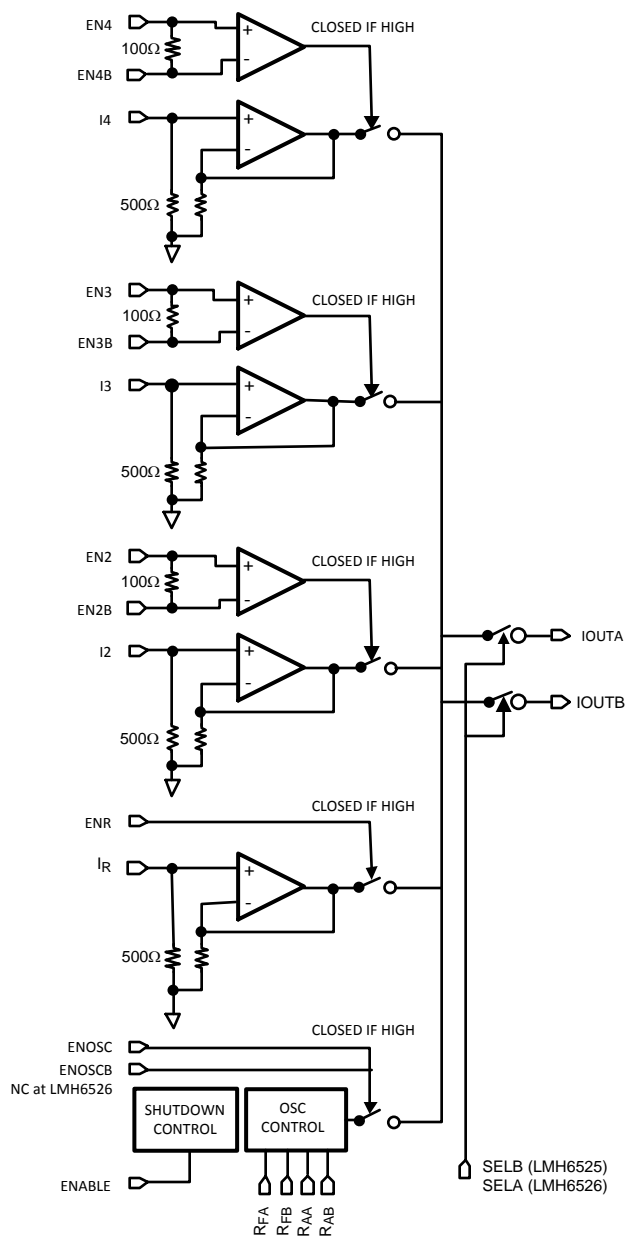 EN4
CLOSED IF HIGH
+
100Ω
-
EN4B
I4
+
-
500Ω
EN3
CLOSED IF HIGH
+
100Ω
-
EN3B
I3
+
-
500Ω
EN2
CLOSED IF HIGH
+
100Ω
-
EN2B
IOUTA
I2
+
-
IOUTB
500Ω
CLOSED IF HIGH
ENR
IR
+
-
500Ω
CLOSED IF HIGH
ENOSC
ENOSCB
NC at LMH6526
SHUTDOWN
CONTROL
OSC
CONTROL
SELB (LMH6525)
SELA (LMH6526)
ENABLE
RFA
RFB
RAA
RAB